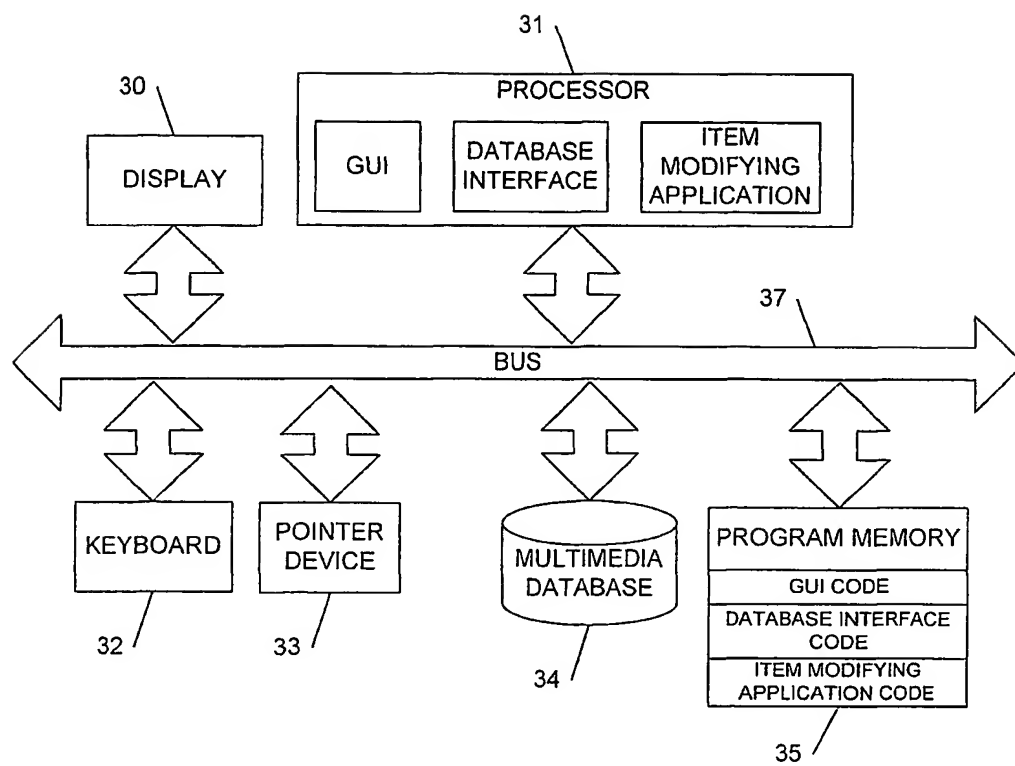 31
30
PROCESSOR
DISPLAY
GUI
DATABASE
INTERFACE
ITEM
MODIFYING
APPLICATION
37
BUS
KEYBOARD
POINTER
DEVICE
MULTIMEDIA
DATABASE
PROGRAM MEMORY
GUI CODE
DATABASE INTERFACE
CODE
ITEM MODIFYING
APPLICATION CODE
32
33
34
35